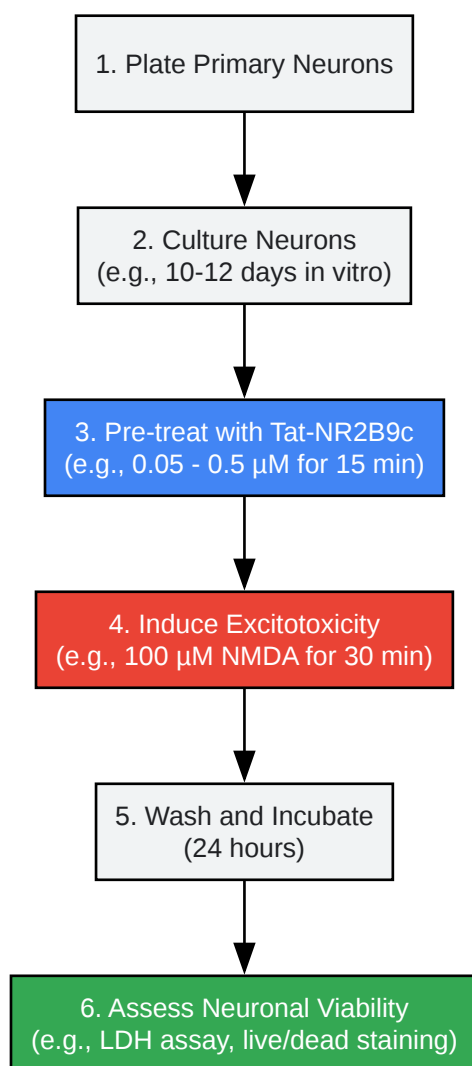 1. Plate Primary Neurons
2. Culture Neurons
(e.g., 10-12 days in vitro)
3. Pre-treat with Tat-NR2B9c
(e.g., 0.05 - 0.5 µM for 15 min)
4. Induce Excitotoxicity
(e.g., 100 µM NMDA for 30 min)
5. Wash and Incubate
(24 hours)
6. Assess Neuronal Viability
(e.g., LDH assay, live/dead staining)